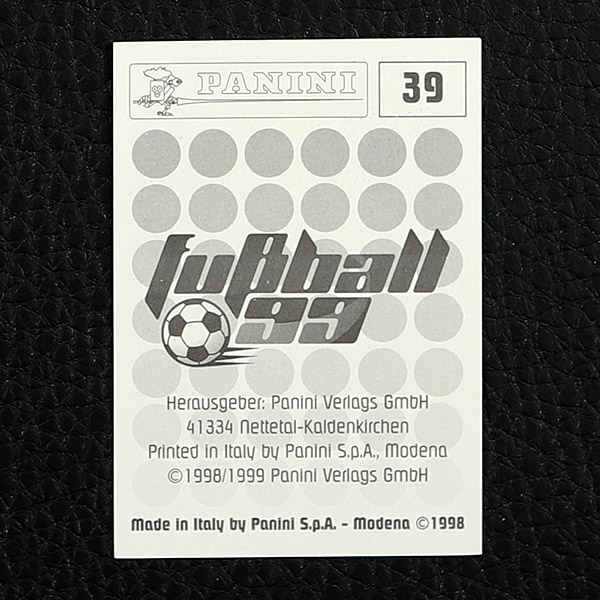 PANINI
39
fußball
99
Herausgeber: Panini Verlags GmbH
41334 Nettetal-Kaldenkirchen
Printed in Italy by Panini S.p.A., Modena
©1998/1999 Panini Verlags GmbH
Made in Italy by Panini S.p.A. - Modena ©1998